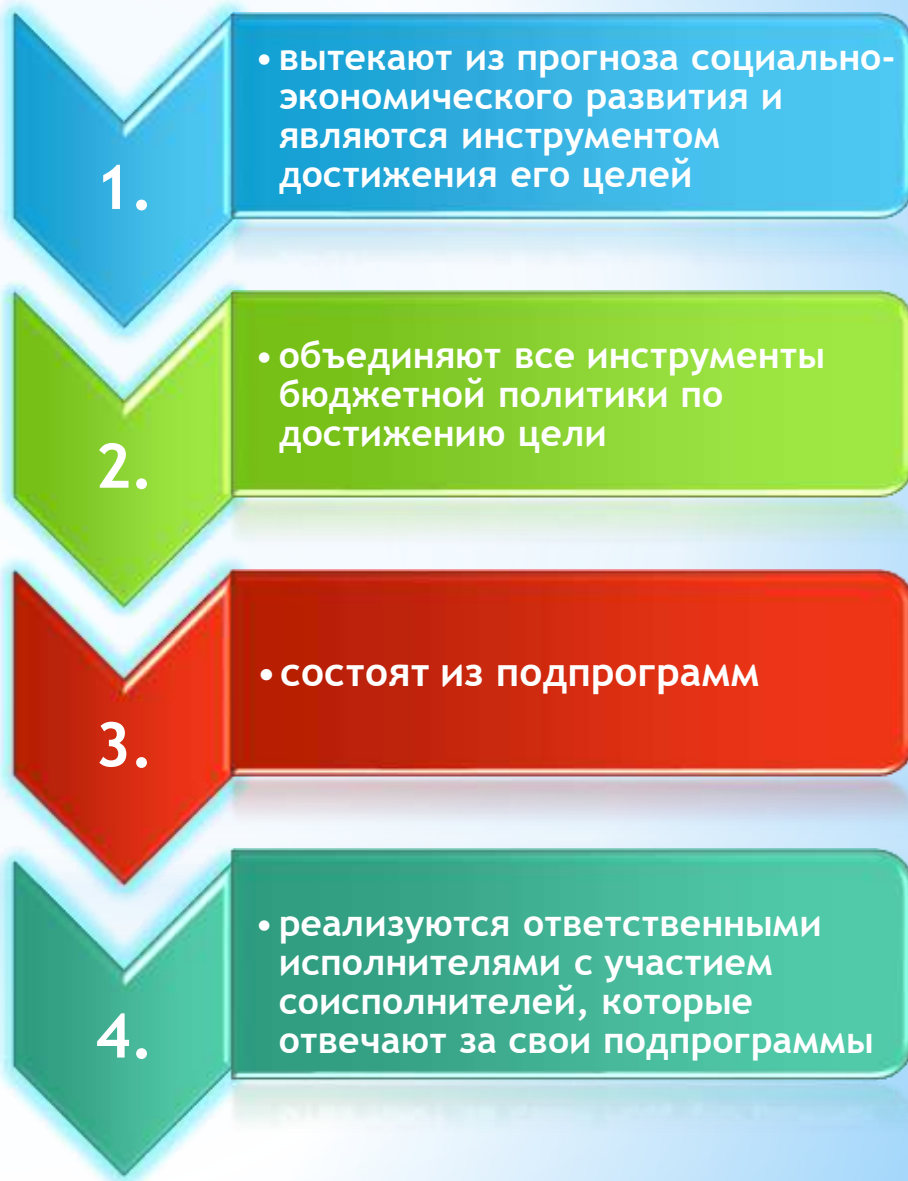 1.
• вытекают из прогноза социально-
экономического развития и
являются инструментом
достижения его целей
2.
• объединяют все инструменты
бюджетной политики по
достижению цели
3.
• состоят из подпрограмм
4.
• реализуются ответственными
исполнителями с участием
соисполнителей, которые
отвечают за свои подпрограммы